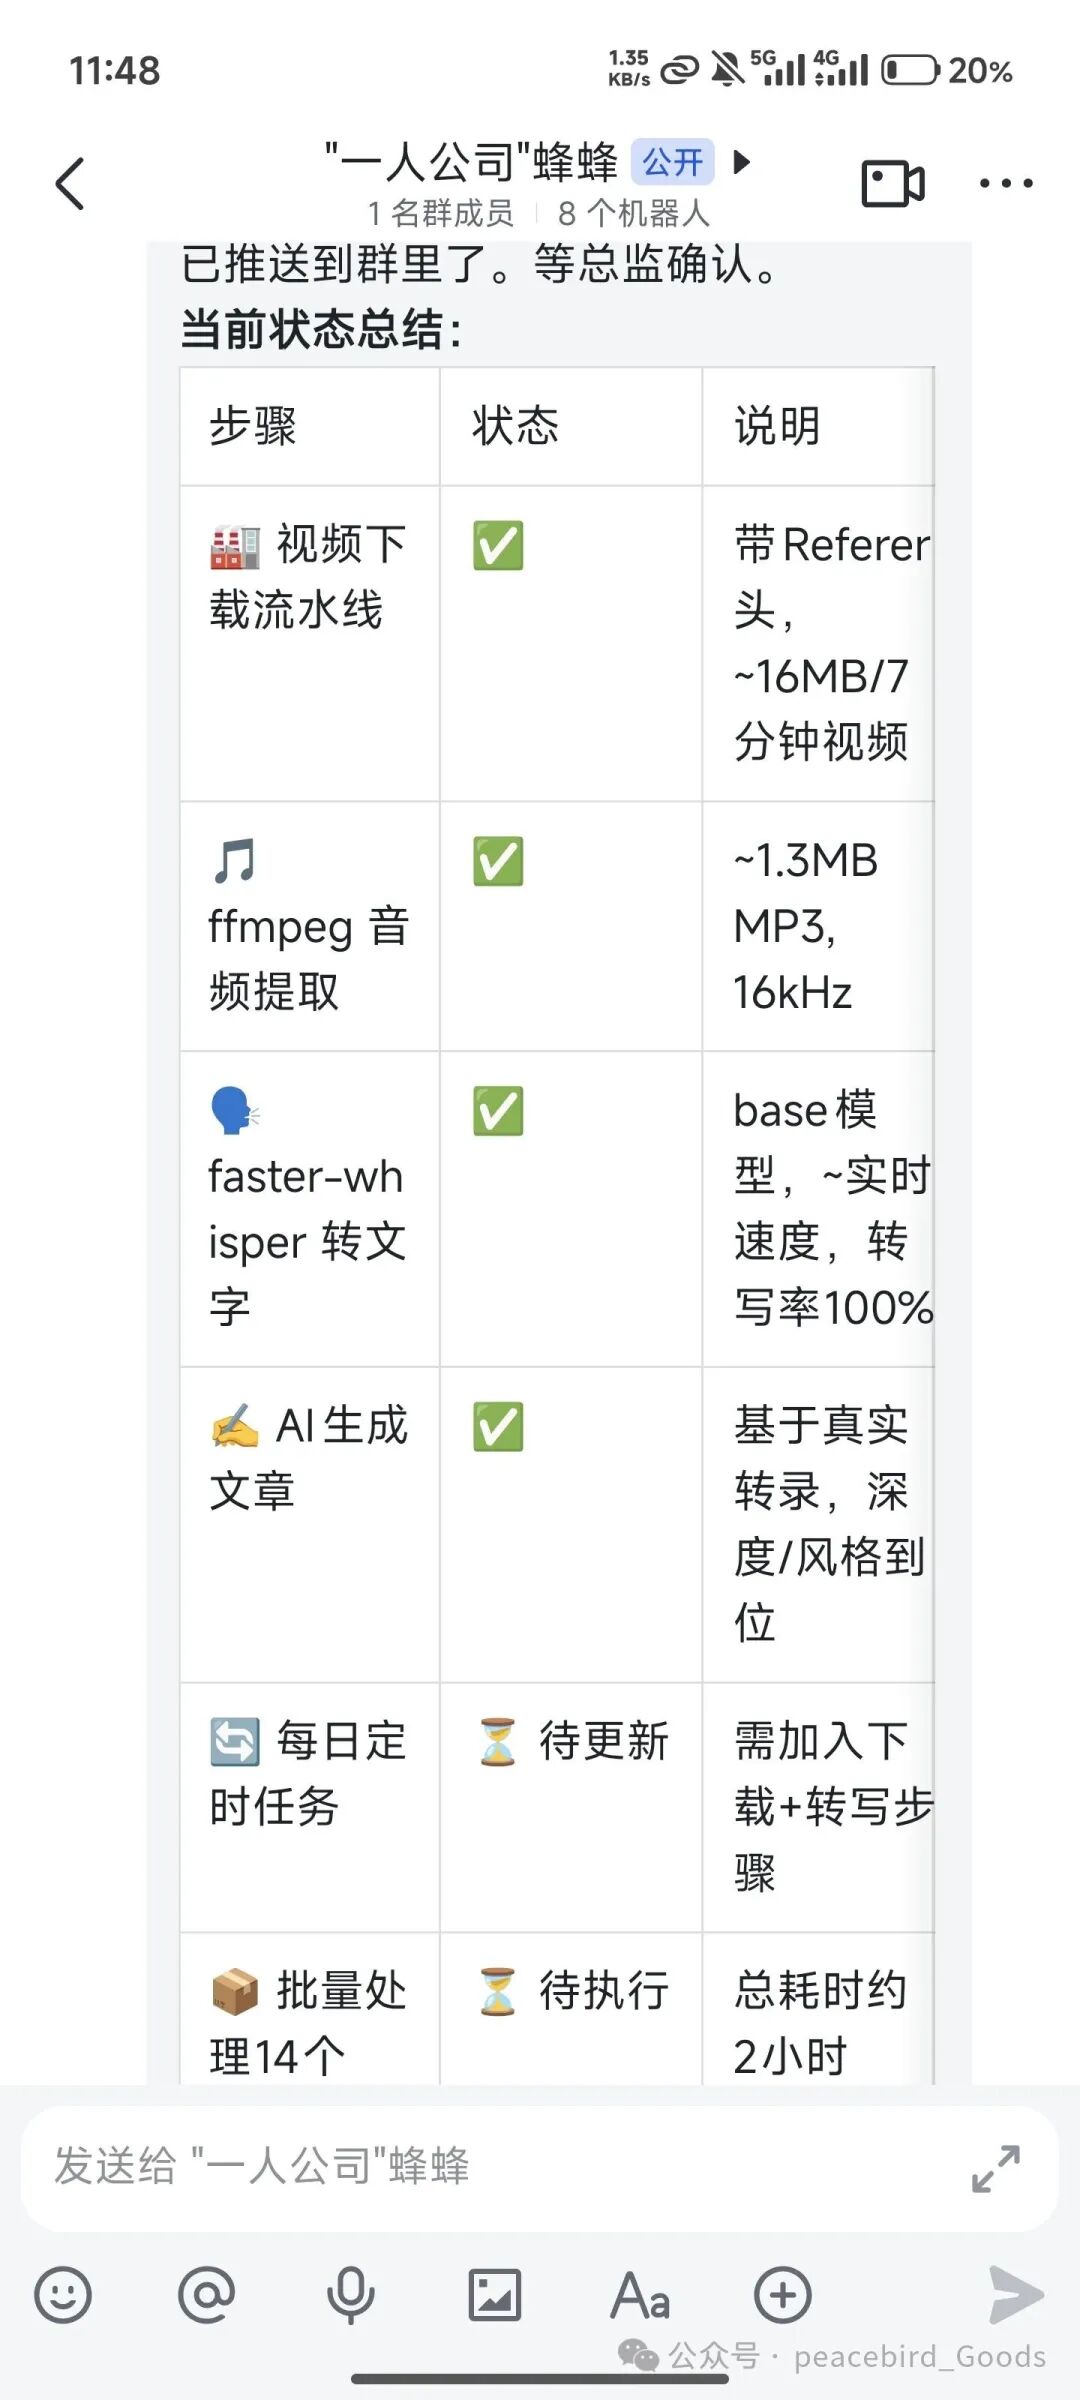 11:48
1.35 KB/s
5G
4G
20%
"一人公司"蜂蜂 公开
1 名群成员 8 个机器人
已推送到群里了。等总监确认。
当前状态总结：
步骤 状态 说明
视频下
载流水线
带Referer
头，
~16MB/7
分钟视频
ffmpeg 音
频提取
~1.3MB
MP3,
16kHz
faster-wh
isper 转文
字
base模
型，~实时
速度，转
写率100%
AI生成
文章
基于真实
转录，深
度/风格到
位
每日定
时任务
待更新
需加入下
载+转写步
骤
批量处
理14个
待执行
总耗时约
2小时
发送给 "一人公司"蜂蜂
Aa
公众号 · peacebird_Goods